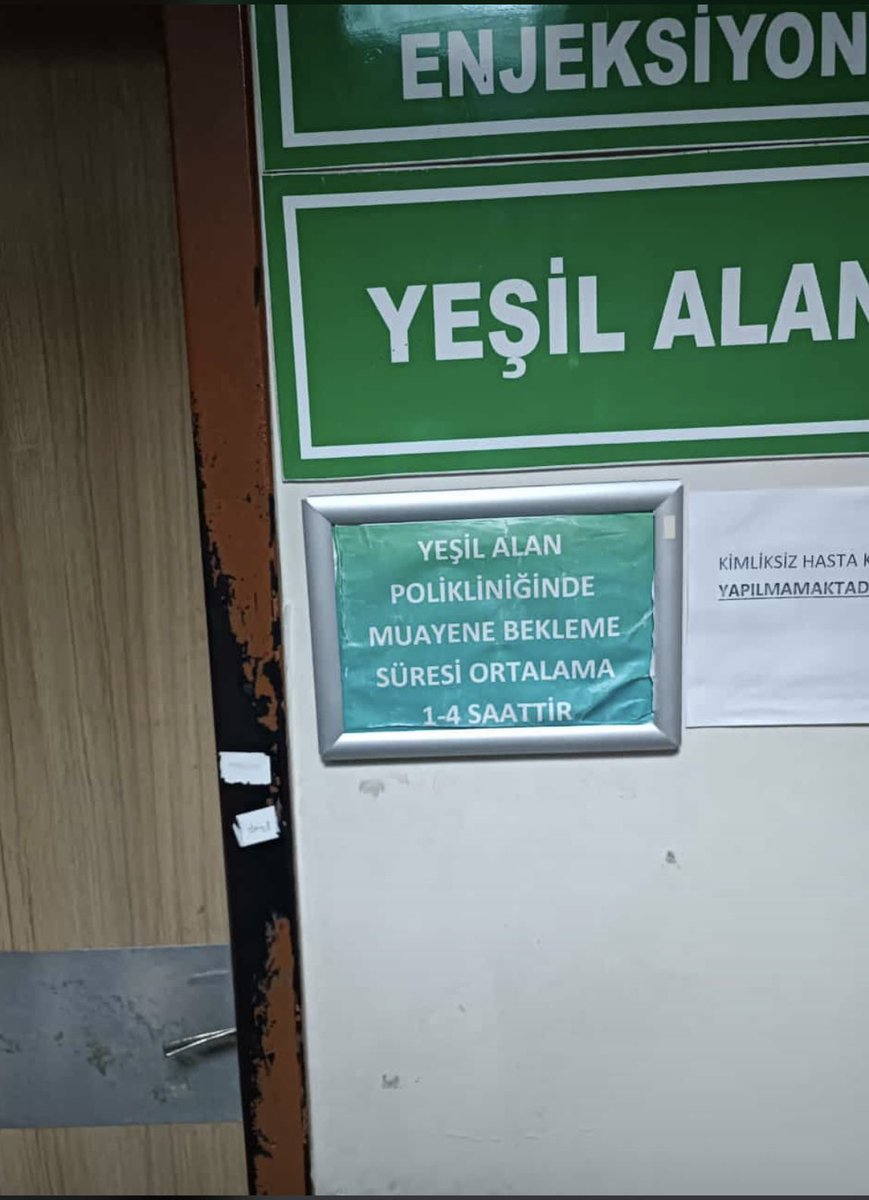 ENJEKSİYON
YEŞİL ALAN
YEŞİL ALAN
POLİKLİNİĞİNDE
MUAYENE BEKLEME
SÜRESİ ORTALAMA
1-4 SAATTİR
KİMLİKSİZ HASTA K
YAPILMAMAKTAD